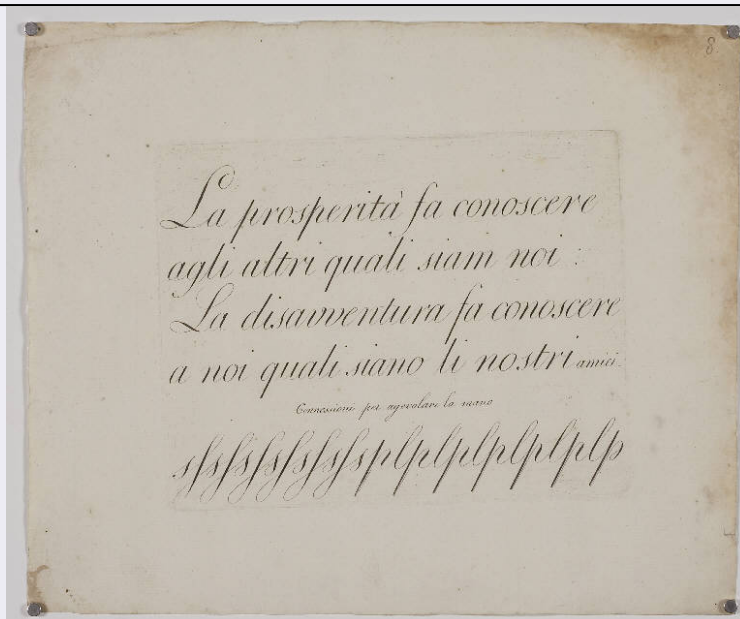 8
La prosperità fa conoscere
agli altri quali siam noi :
La disavventura fa conoscere
a noi quali siano li nostri amici.
Connessioni per agevolare la mano